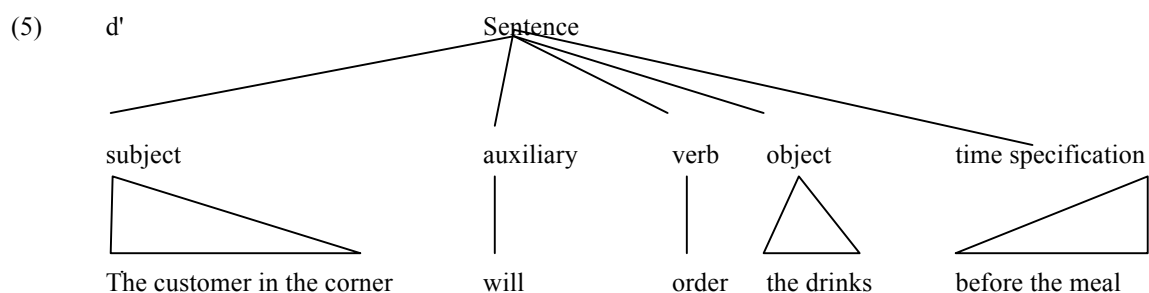 (5) d' Sentence
subject auxiliary verb object time specification
The customer in the corner will order the drinks before the meal